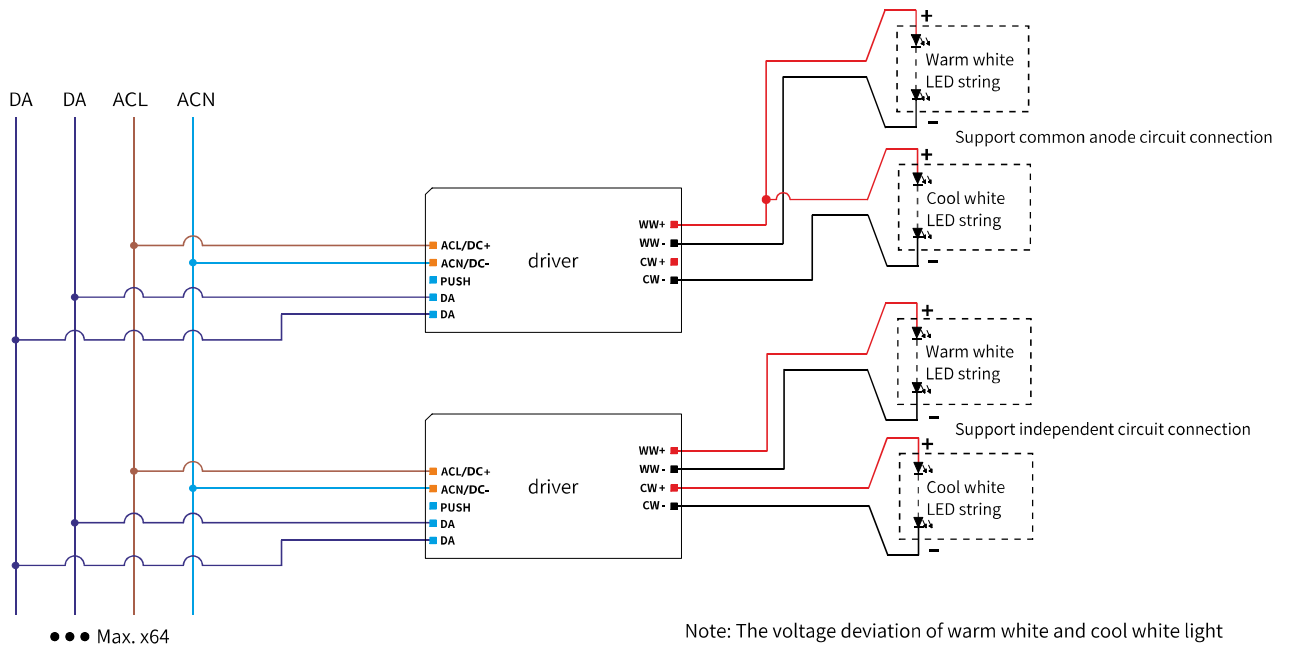 DA DA ACL ACN
+
Warm white
LED string
–
Support common anode circuit connection
+
Cool white
LED string
–
ACL/DC+
ACN/DC-
PUSH
DA
DA
driver
WW+
WW-
CW+
CW-
+
Warm white
LED string
–
Support independent circuit connection
+
Cool white
LED string
–
ACL/DC+
ACN/DC-
PUSH
DA
DA
driver
WW+
WW-
CW+
CW-
●●● Max. x64
Note: The voltage deviation of warm white and cool white light